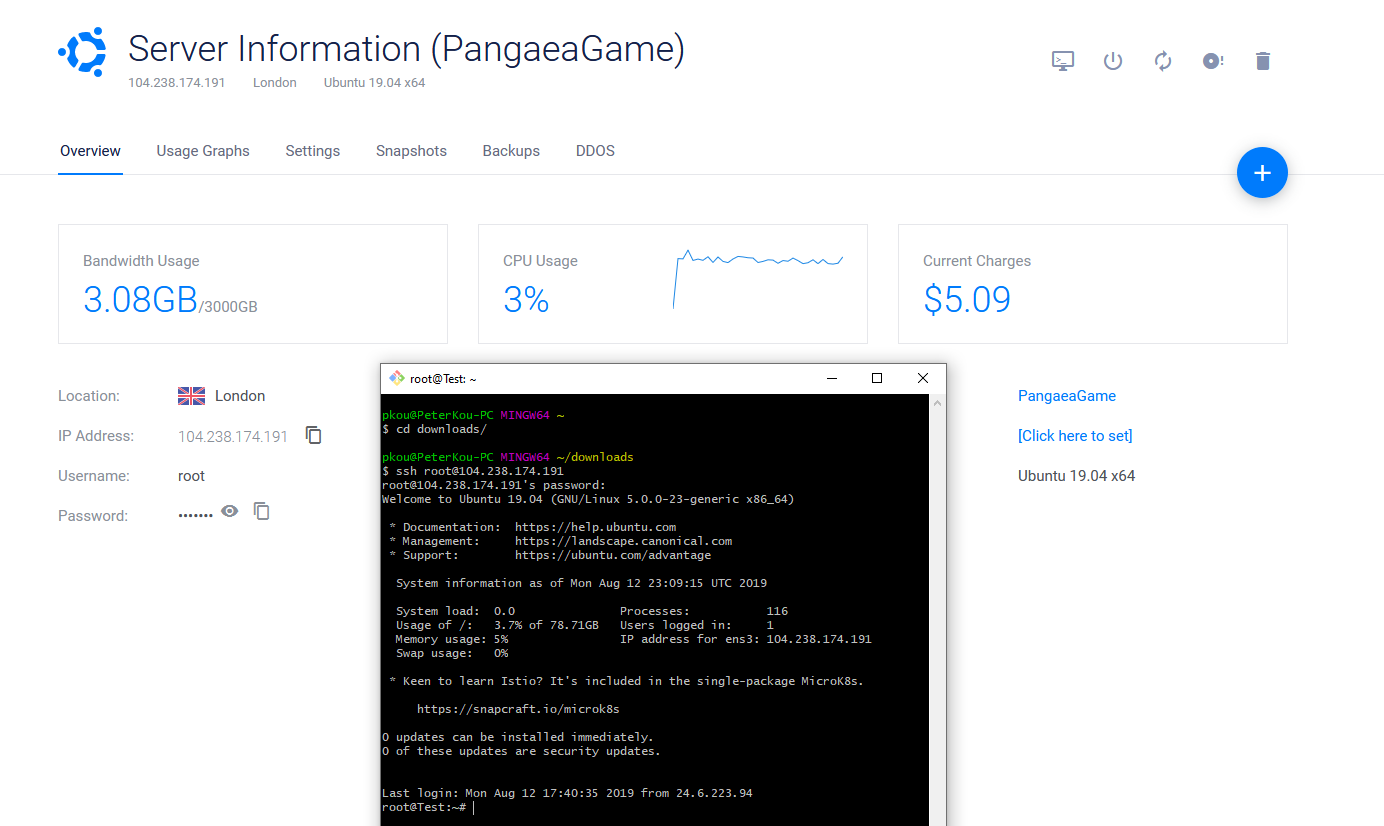 Server Information (PangaeaGame)
104.238.174.191 London Ubuntu 19.04 x64
Overview Usage Graphs Settings Snapshots Backups DDOS
Bandwidth Usage
3.08GB/3000GB
CPU Usage
3%
Current Charges
$5.09
Location: London
IP Address: 104.238.174.191
Username: root
Password: •••••••
PangaeaGame
[Click here to set]
Ubuntu 19.04 x64
root@Test: ~
pkou@PeterKou-PC MINGW64 ~
$ cd downloads/
pkou@PeterKou-PC MINGW64 ~/downloads
$ ssh root@104.238.174.191
root@104.238.174.191's password:
Welcome to Ubuntu 19.04 (GNU/Linux 5.0.0-23-generic x86_64)
* Documentation: https://help.ubuntu.com
* Management: https://landscape.canonical.com
* Support: https://ubuntu.com/advantage
System information as of Mon Aug 12 23:09:15 UTC 2019
System load: 0.0 Processes: 116
Usage of /: 3.7% of 78.71GB Users logged in: 1
Memory usage: 5% IP address for ens3: 104.238.174.191
Swap usage: 0%
* Keen to learn Istio? It's included in the single-package MicroK8s.
https://snapcraft.io/microk8s
0 updates can be installed immediately.
0 of these updates are security updates.
Last login: Mon Aug 12 17:40:35 2019 from 24.6.223.94
root@Test:~#